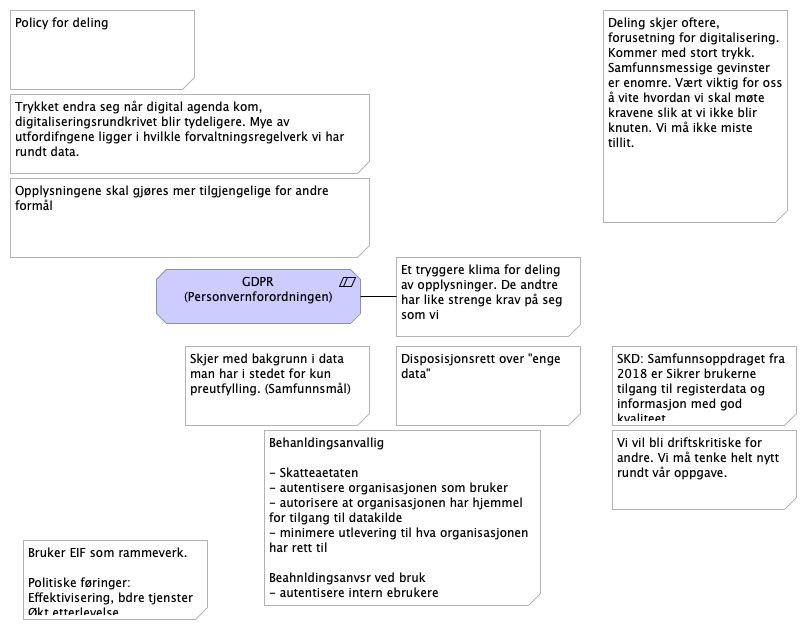 Policy for deling
Deling skjer oftere,
forusetning for digitalisering.
Kommer med stort trykk.
Samfunnsmessige gevinster
er enomre. Vært viktig for oss
å vite hvordan vi skal møte
kravene slik at vi ikke blir
knuten. Vi må ikke miste
tillit.
Trykket endra seg når digital agenda kom,
digitaliseringsrundkrivet blir tydeligere. Mye av
utfordifngene ligger i hvilkle forvaltningsregelverk vi har
rundt data.
Opplysningene skal gjøres mer tilgjengelige for andre
formål
GDPR
(Personvernforordningen)
Et tryggere klima for deling
av opplysninger. De andtre
har like strenge krav på seg
som vi
Skjer med bakgrunn i data
man har i stedet for kun
preutfylling. (Samfunnsmål)
Disposisjonsrett over "enge
data"
SKD: Samfunnsoppdraget fra
2018 er Sikrer brukerne
tilgang til registerdata og
informasjon med god
kvaliteet
Vi vil bli driftskritiske for
andre. Vi må tenke helt nytt
rundt vår oppgave.
Behanldingsanvallig
- Skatteaetaten
- autentisere organisasjonen som bruker
- autorisere at organisasjonen har hjemmel
for tilgang til datakilde
- minimere utlevering til hva organisasjonen
har rett til
Beahnldingsanvsr ved bruk
- autentisere intern ebrukere
Bruker EIF som rammeverk.
Politiske føringer:
Effektivisering, bdre tjenster
Økt etterlevelse